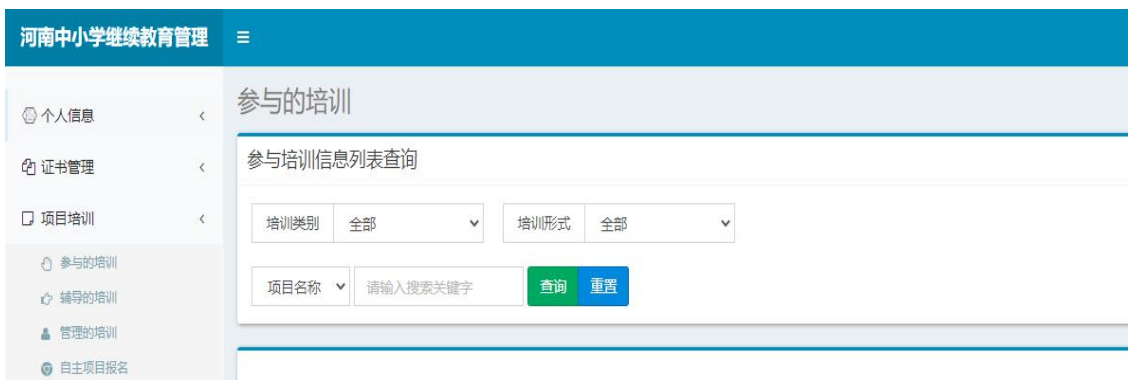 河南中小学继续教育管理
个人信息
证书管理
项目培训
参与的培训
辅导的培训
管理的培训
自主项目报名
参与的培训
参与培训信息列表查询
培训类别 全部 培训形式 全部
项目名称 请输入搜索关键字 查询 重置